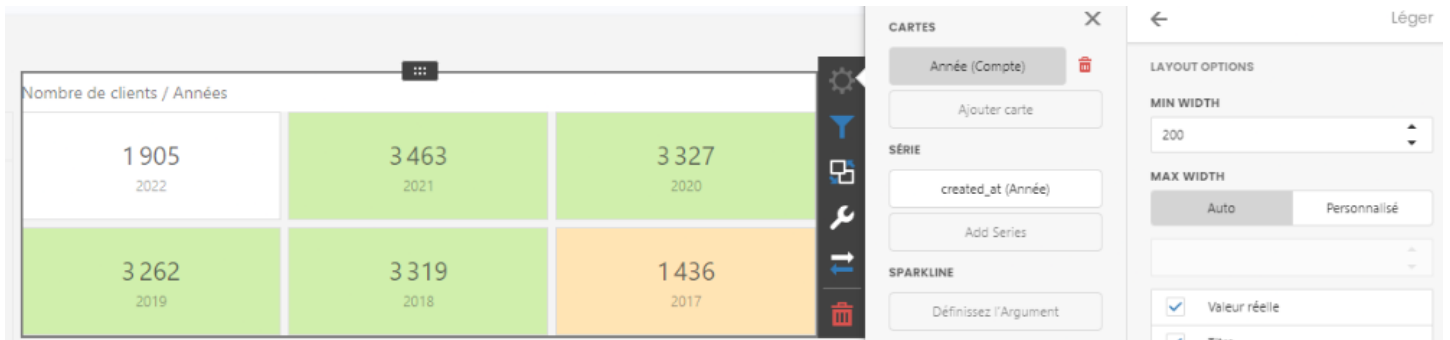 Nombre de clients / Années
1 905
2022
3 463
2021
3 327
2020
3 262
2019
3 319
2018
1 436
2017
CARTES
Année (Compte)
Ajouter carte
SÉRIE
created_at (Année)
Add Series
SPARKLINE
Définissez l'Argument
Léger
LAYOUT OPTIONS
MIN WIDTH
200
MAX WIDTH
Auto
Personnalisé
Valeur réelle